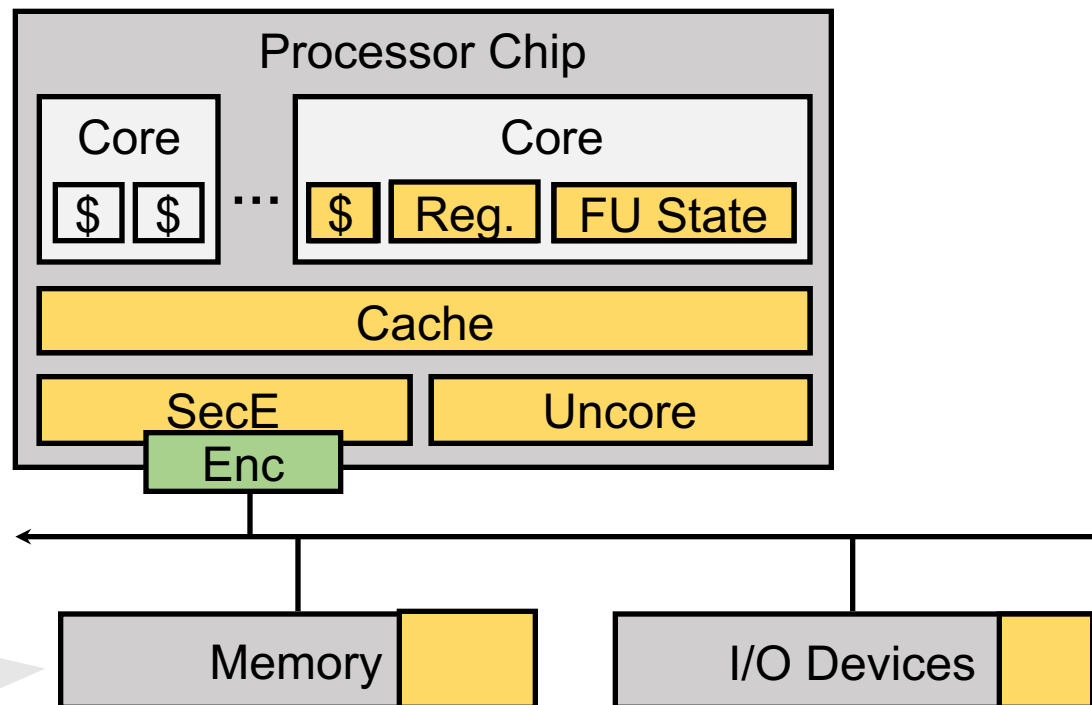 Processor Chip
Core
$ $
...
Core
$ Reg. FU State
Cache
SecE
Uncore
Enc
Memory
I/O Devices